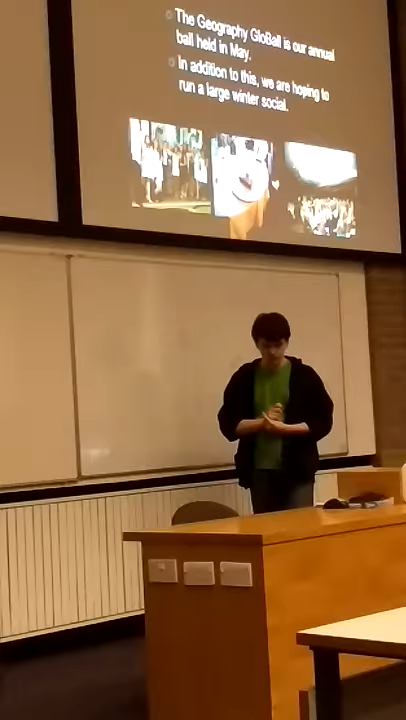 The Geography GloBall is our annual
ball held in May.
In addition to this, we are hoping to
run a large winter social.